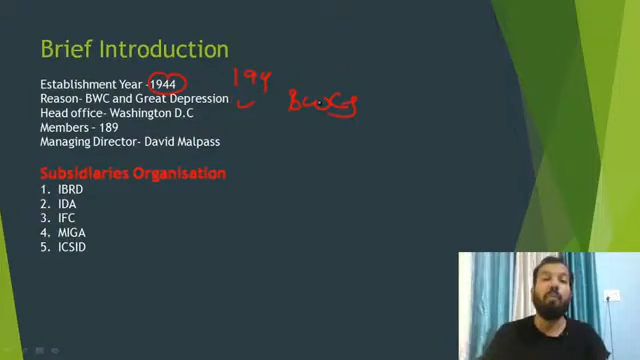 Brief Introduction
Establishment Year -1944
194
Reason- BWC and Great Depression
Head office- Washington D.C
Members – 189
Managing Director- David Malpass
Subsidiaries Organisation
1. IBRD
2. IDA
3. IFC
4. MIGA
5. ICSID